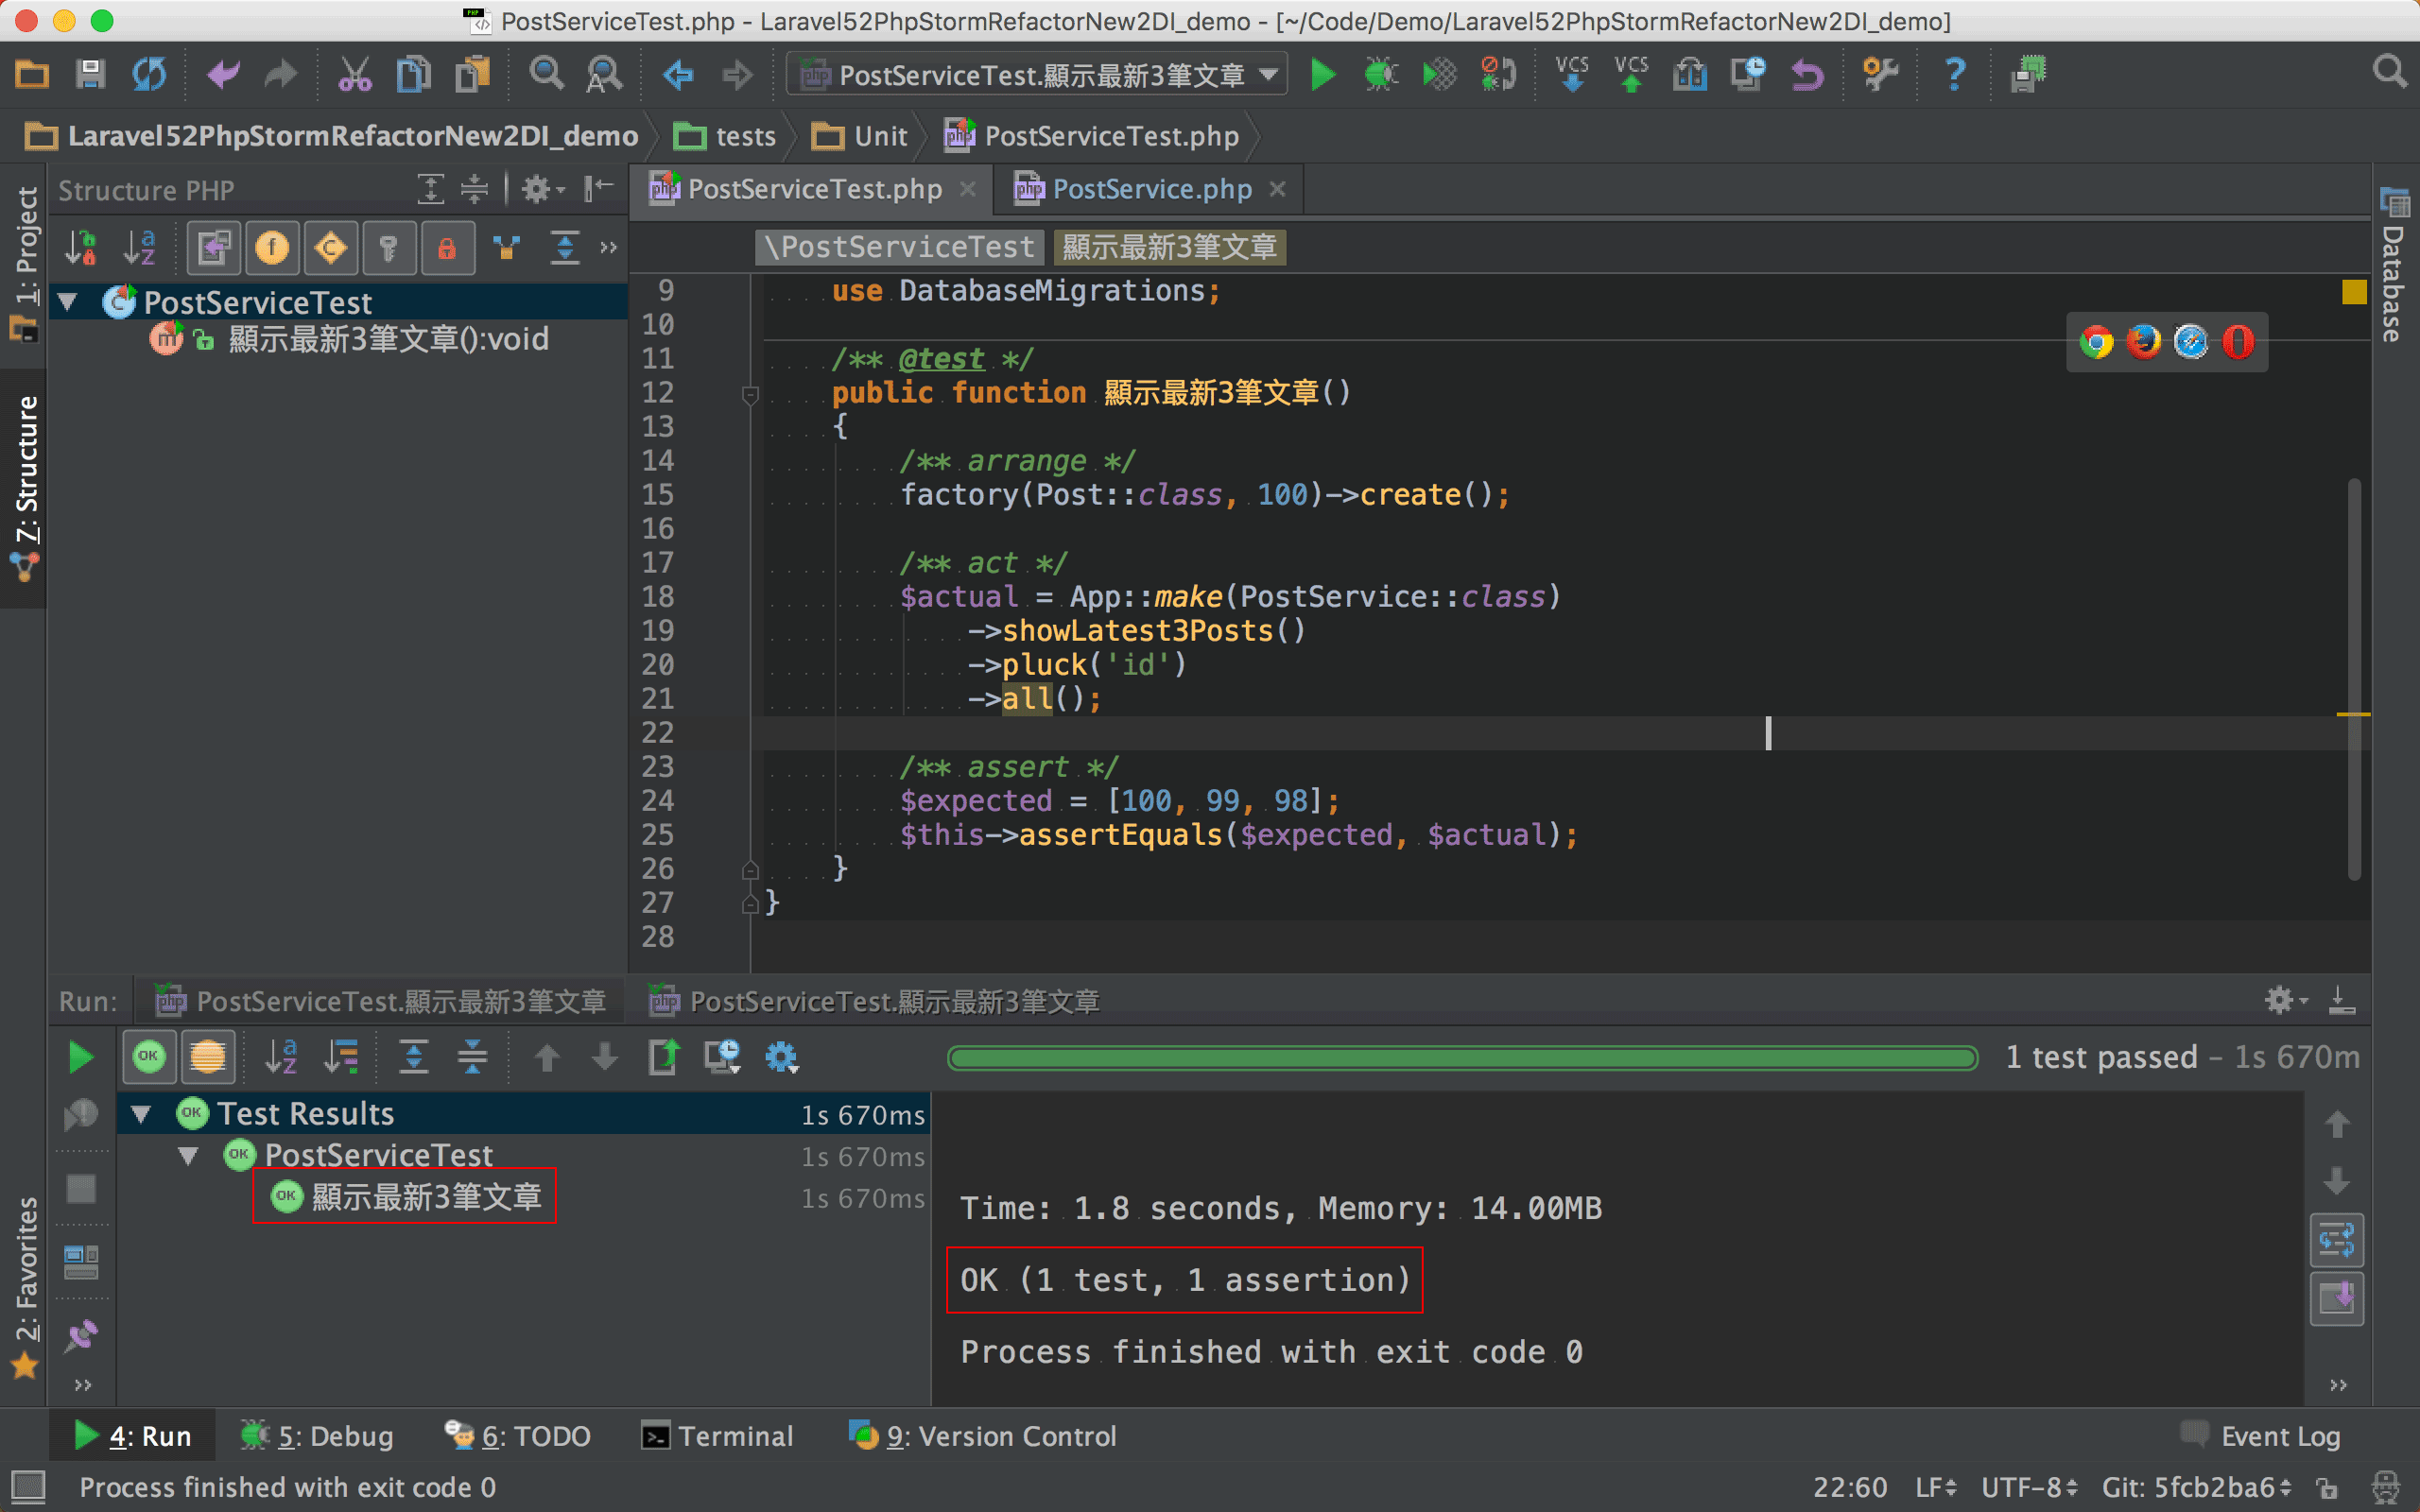 PostServiceTest.php - Laravel52PhpStormRefactorNew2DI_demo - [~/Code/Demo/Laravel52PhpStormRefactorNew2DI_demo]
PostServiceTest.顯示最新3筆文章
VCS VCS
Laravel52PhpStormRefactorNew2DI_demo tests Unit PostServiceTest.php
1: Project
7: Structure
2: Favorites
Structure PHP
PostServiceTest
顯示最新3筆文章():void
PostServiceTest.php PostService.php
\PostServiceTest 顯示最新3筆文章
9 use DatabaseMigrations;
10
11 /** @test */
12 public function 顯示最新3筆文章()
13 {
14 /** arrange */
15 factory(Post::class, 100)->create();
16
17 /** act */
18 $actual = App::make(PostService::class)
19 ->showLatest3Posts()
20 ->pluck('id')
21 ->all();
22
23 /** assert */
24 $expected = [100, 99, 98];
25 $this->assertEquals($expected, $actual);
26 }
27 }
28
Database
Run: PostServiceTest.顯示最新3筆文章 PostServiceTest.顯示最新3筆文章
1 test passed – 1s 670m
OK Test Results 1s 670ms
OK PostServiceTest 1s 670ms
OK 顯示最新3筆文章 1s 670ms
Time: 1.8 seconds, Memory: 14.00MB
OK (1 test, 1 assertion)
Process finished with exit code 0
4: Run 5: Debug 6: TODO Terminal 9: Version Control Event Log
Process finished with exit code 0 22:60 LF UTF-8 Git: 5fcb2ba6